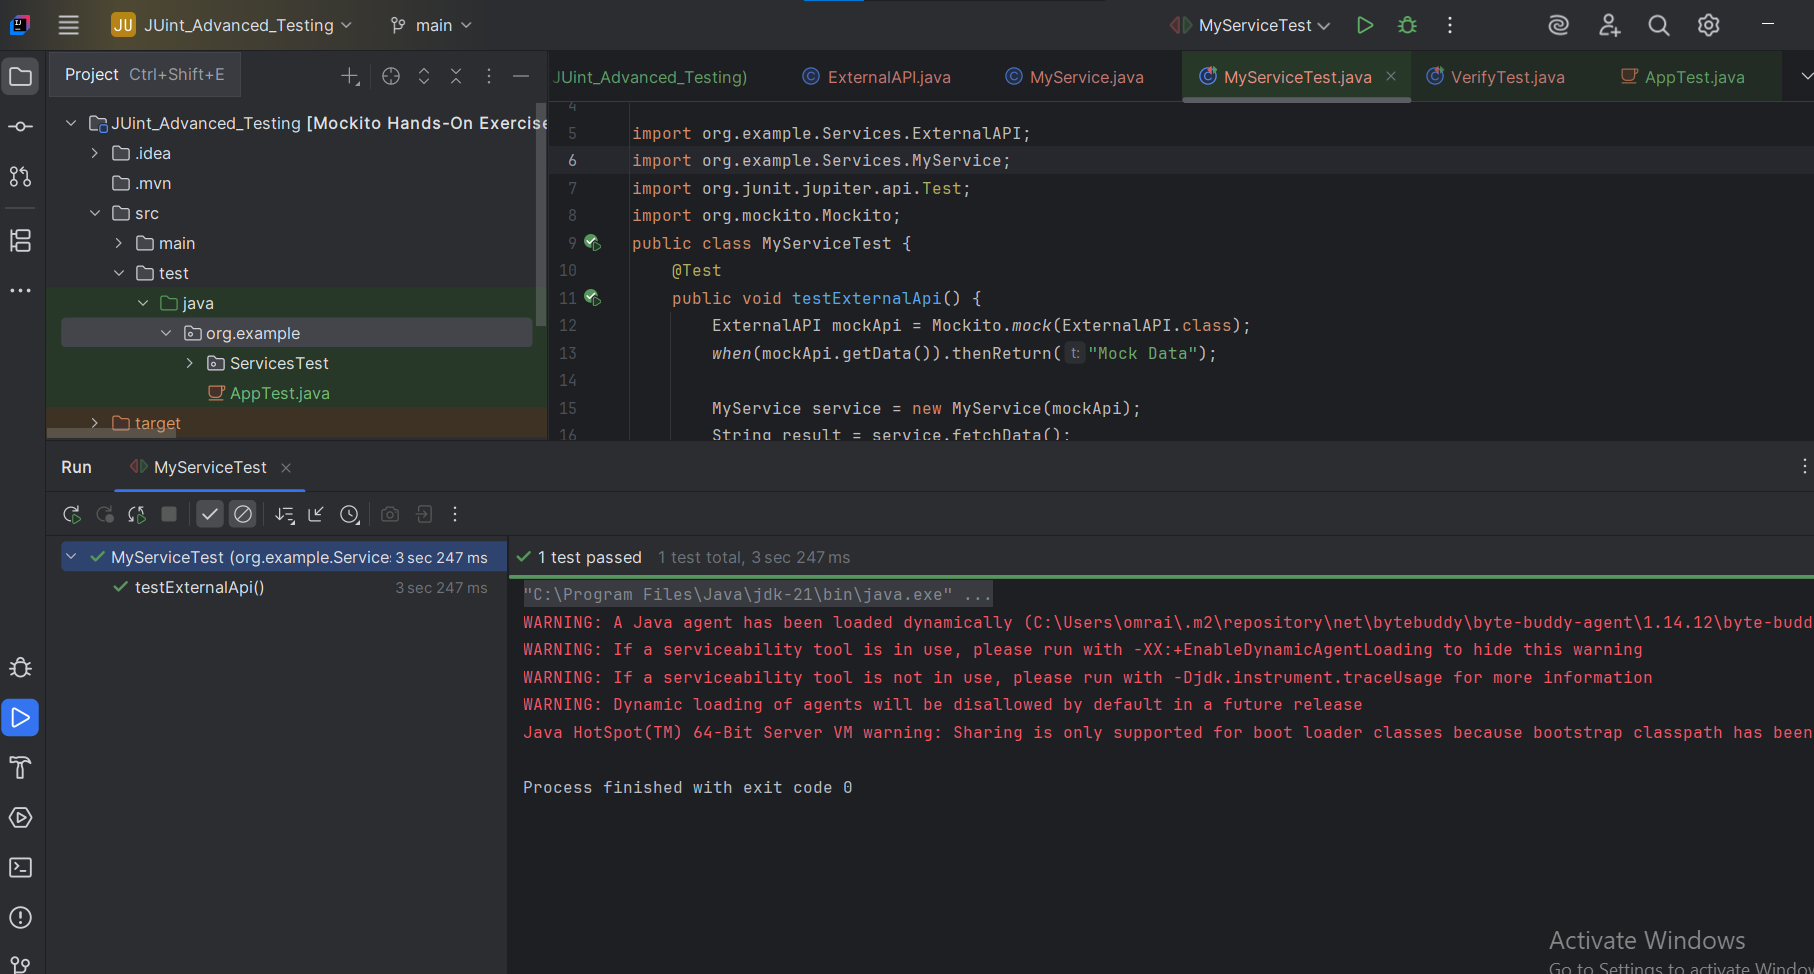 JU JUint_Advanced_Testing main MyServiceTest
Project Ctrl+Shift+E
JUint_Advanced_Testing) ExternalAPI.java MyService.java MyServiceTest.java VerifyTest.java AppTest.java
JUint_Advanced_Testing [Mockito Hands-On Exercise
.idea
.mvn
src
main
test
java
org.example
ServicesTest
AppTest.java
target
4
5 import org.example.Services.ExternalAPI;
6 import org.example.Services.MyService;
7 import org.junit.jupiter.api.Test;
8 import org.mockito.Mockito;
9 public class MyServiceTest {
10 @Test
11 public void testExternalApi() {
12 ExternalAPI mockApi = Mockito.mock(ExternalAPI.class);
13 when(mockApi.getData()).thenReturn( t: "Mock Data");
14
15 MyService service = new MyService(mockApi);
16 String result = service.fetchData();
Run MyServiceTest
MyServiceTest (org.example.Service: 3 sec 247 ms
testExternalApi() 3 sec 247 ms
1 test passed 1 test total, 3 sec 247 ms
"C:\Program Files\Java\jdk-21\bin\java.exe" ...
WARNING: A Java agent has been loaded dynamically (C:\Users\omrai\.m2\repository\net\bytebuddy\byte-buddy-agent\1.14.12\byte-budd
WARNING: If a serviceability tool is in use, please run with -XX:+EnableDynamicAgentLoading to hide this warning
WARNING: If a serviceability tool is not in use, please run with -Djdk.instrument.traceUsage for more information
WARNING: Dynamic loading of agents will be disallowed by default in a future release
Java HotSpot(TM) 64-Bit Server VM warning: Sharing is only supported for boot loader classes because bootstrap classpath has been
Process finished with exit code 0
Activate Windows
Go to Settings to activate Windows